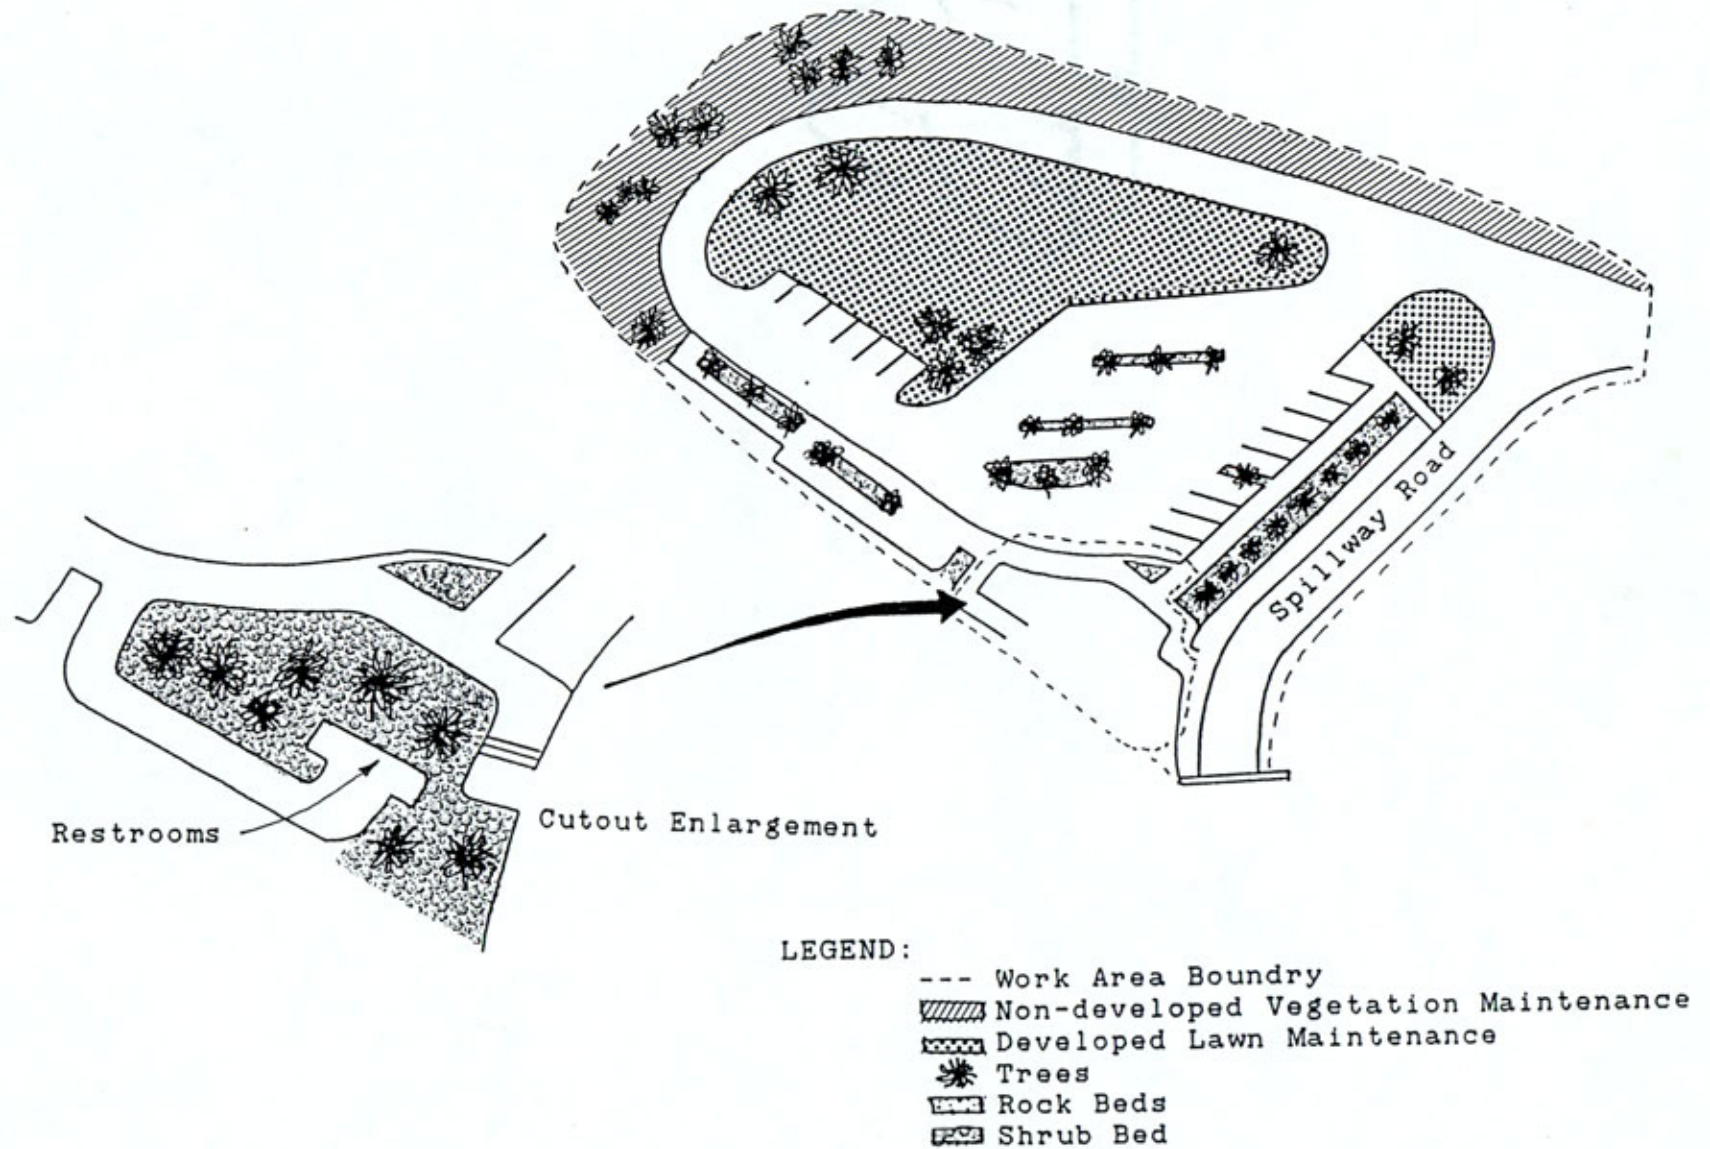 Spillway Road
Restrooms
Cutout Enlargement
LEGEND:
--- Work Area Boundry
Non-developed Vegetation Maintenance
Developed Lawn Maintenance
Trees
Rock Beds
Shrub Bed